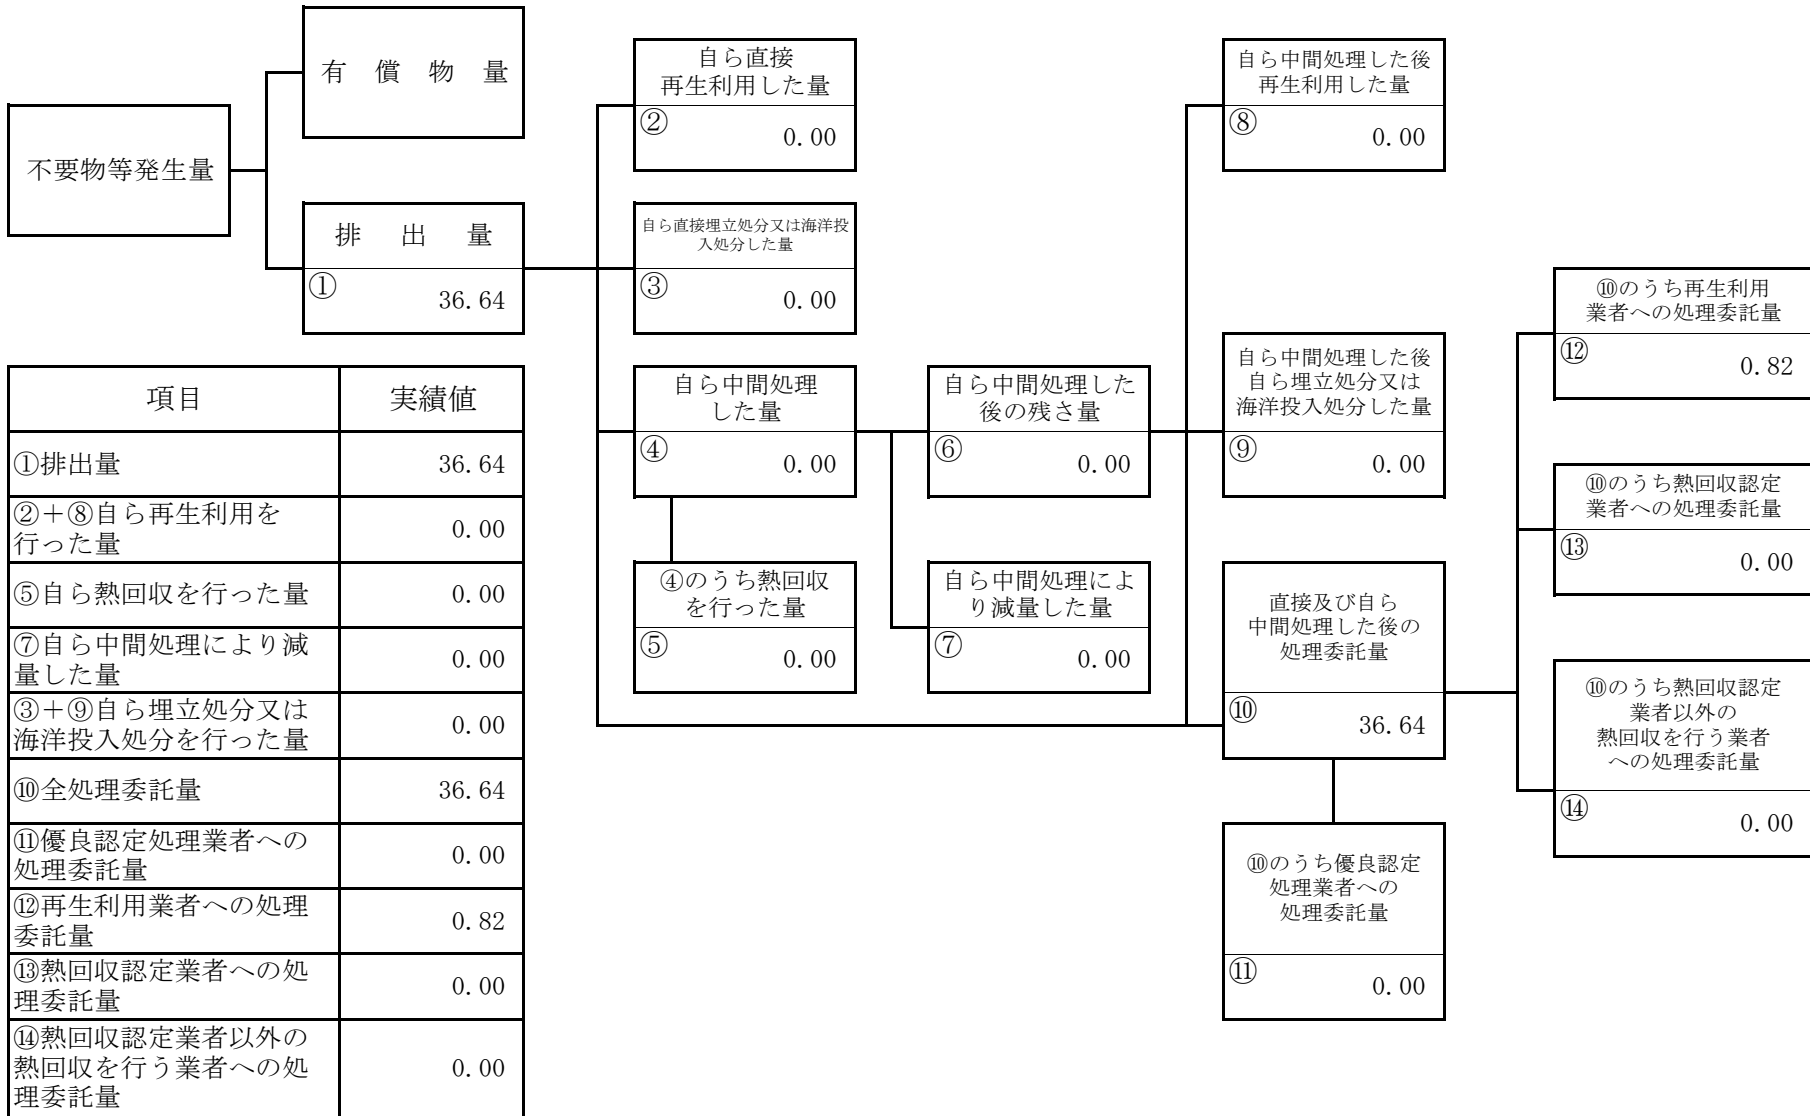 有 償 物 量
不要物等発生量
排 出 量
① 36.64
自ら直接
再生利用した量
② 0.00
自ら直接埋立処分又は海洋投
入処分した量
③ 0.00
自ら中間処理
した量
④ 0.00
④のうち熱回収
を行った量
⑤ 0.00
自ら中間処理した
後の残さ量
⑥ 0.00
自ら中間処理によ
り減量した量
⑦ 0.00
自ら中間処理した後
再生利用した量
⑧ 0.00
自ら中間処理した後
自ら埋立処分又は
海洋投入処分した量
⑨ 0.00
直接及び自ら
中間処理した後の
処理委託量
⑩ 36.64
⑩のうち優良認定
処理業者への
処理委託量
⑪ 0.00
⑩のうち再生利用
業者への処理委託量
⑫ 0.82
⑩のうち熱回収認定
業者への処理委託量
⑬ 0.00
⑩のうち熱回収認定
業者以外の
熱回収を行う業者
への処理委託量
⑭ 0.00
項目 実績値
①排出量 36.64
②＋⑧自ら再生利用を
行った量 0.00
⑤自ら熱回収を行った量 0.00
⑦自ら中間処理により減
量した量 0.00
③＋⑨自ら埋立処分又は
海洋投入処分を行った量 0.00
⑩全処理委託量 36.64
⑪優良認定処理業者への
処理委託量 0.00
⑫再生利用業者への処理
委託量 0.82
⑬熱回収認定業者への処
理委託量 0.00
⑭熱回収認定業者以外の
熱回収を行う業者への処
理委託量 0.00